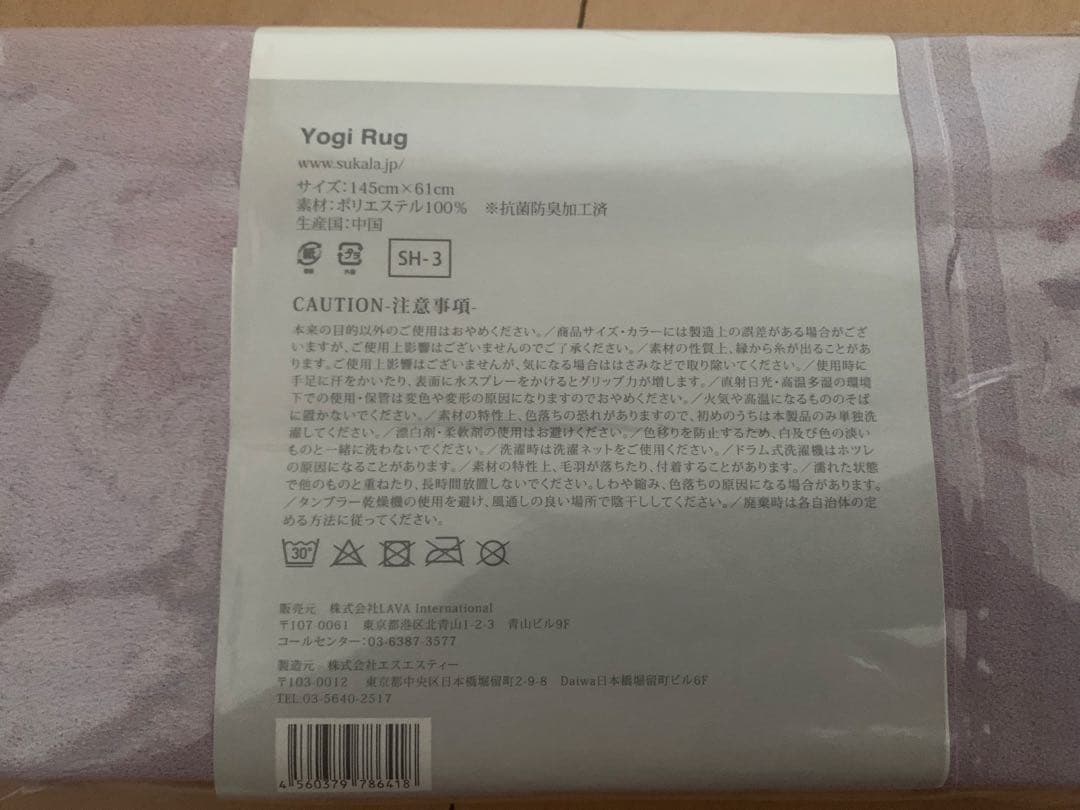 Yogi Rug
www.sukala.jp/
サイズ：145cm×61cm
素材：ポリエステル100%　※抗菌防臭加工済
生産国：中国
SH-3
CAUTION-注意事項-
本来の目的以外のご使用はおやめください。／商品サイズ・カラーには製造上の誤差がある場合がござ
いますが、ご使用上影響はございませんのでご了承ください。／素材の性質上、縁から糸が出ることがあ
ります。ご使用上影響はございませんが、気になる場合ははさみなどで取り除いてください。／使用時に
手足に汗をかいたり、表面に水スプレーをかけるとグリップ力が増します。／直射日光・高温多湿の環境
下での使用・保管は変色や変形の原因になりますのでおやめください。／火気や高温になるもののそば
に置かないでください。／素材の特性上、色落ちの恐れがありますので、初めのうちは本製品のみ単独洗
濯してください。／漂白剤・柔軟剤の使用はお避けください。／色移りを防止するため、白及び色の淡い
ものと一緒に洗わないでください。／洗濯時は洗濯ネットをご使用ください。／ドラム式洗濯機はホツレ
の原因になることがあります。／素材の特性上、毛羽が落ちたり、付着することがあります。／濡れた状態
で他のものと重ねたり、長時間放置しないでください。しわや縮み、色落ちの原因になる場合があります。
／タンブラー乾燥機の使用を避け、風通しの良い場所で陰干ししてください。／廃棄時は各自治体の定
める方法に従ってください。
30°
販売元　株式会社LAVA International
〒107 0061　東京都港区北青山1-2-3　青山ビル9F
コールセンター：03-6387-3577
製造元　株式会社エスエスティー
〒103-0012　東京都中央区日本橋堀留町2-9-8　Daiwa日本橋堀留町ビル6F
TEL:03-5640-2517
4 560379 786418